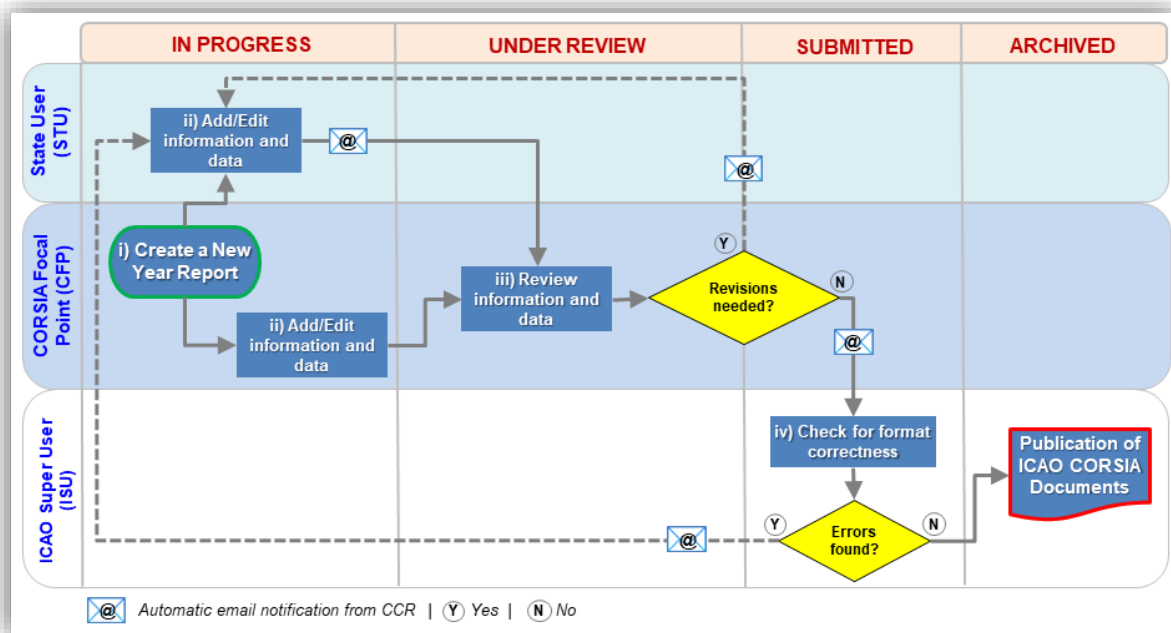 IN PROGRESS
UNDER REVIEW
SUBMITTED
ARCHIVED
State User
(STU)
ii) Add/Edit
information and
data
@
@
CORSIA Focal
Point (CFP)
i) Create a New
Year Report
ii) Add/Edit
information and
data
iii) Review
information and
data
Y
Revisions
needed?
N
@
ICAO Super User
(ISU)
iv) Check for format
correctness
Y
Errors
found?
N
@
Publication of
ICAO CORSIA
Documents
@ Automatic email notification from CCR | Y Yes | N No